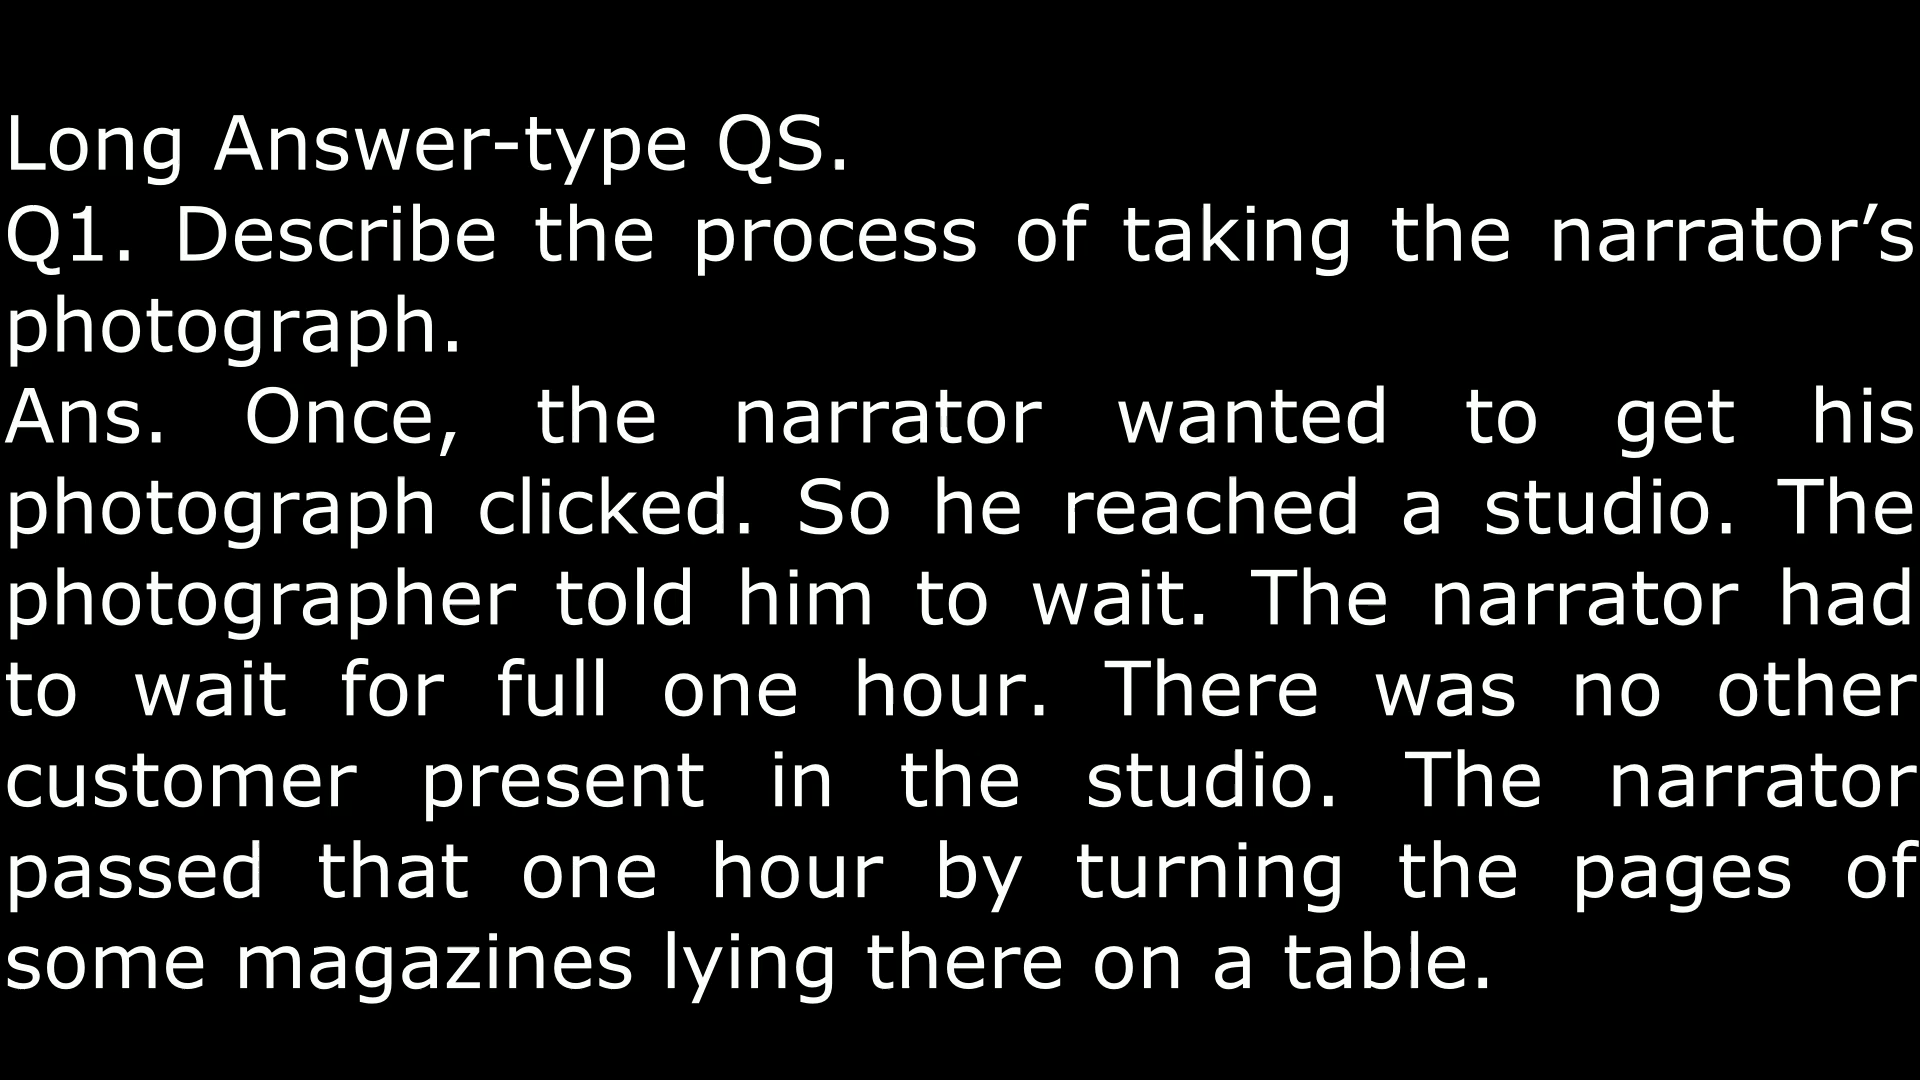 Long Answer-type QS.
Q1. Describe the process of taking the narrator’s
photograph.
Ans. Once, the narrator wanted to get his
photograph clicked. So he reached a studio. The
photographer told him to wait. The narrator had
to wait for full one hour. There was no other
customer present in the studio. The narrator
passed that one hour by turning the pages of
some magazines lying there on a table.